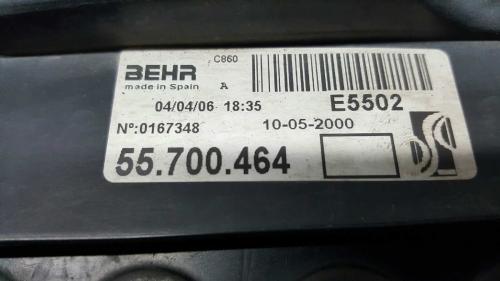 C860
BEHR
made in Spain A
04/04/06 18:35 E5502
Nº:0167348 10-05-2000
55.700.464